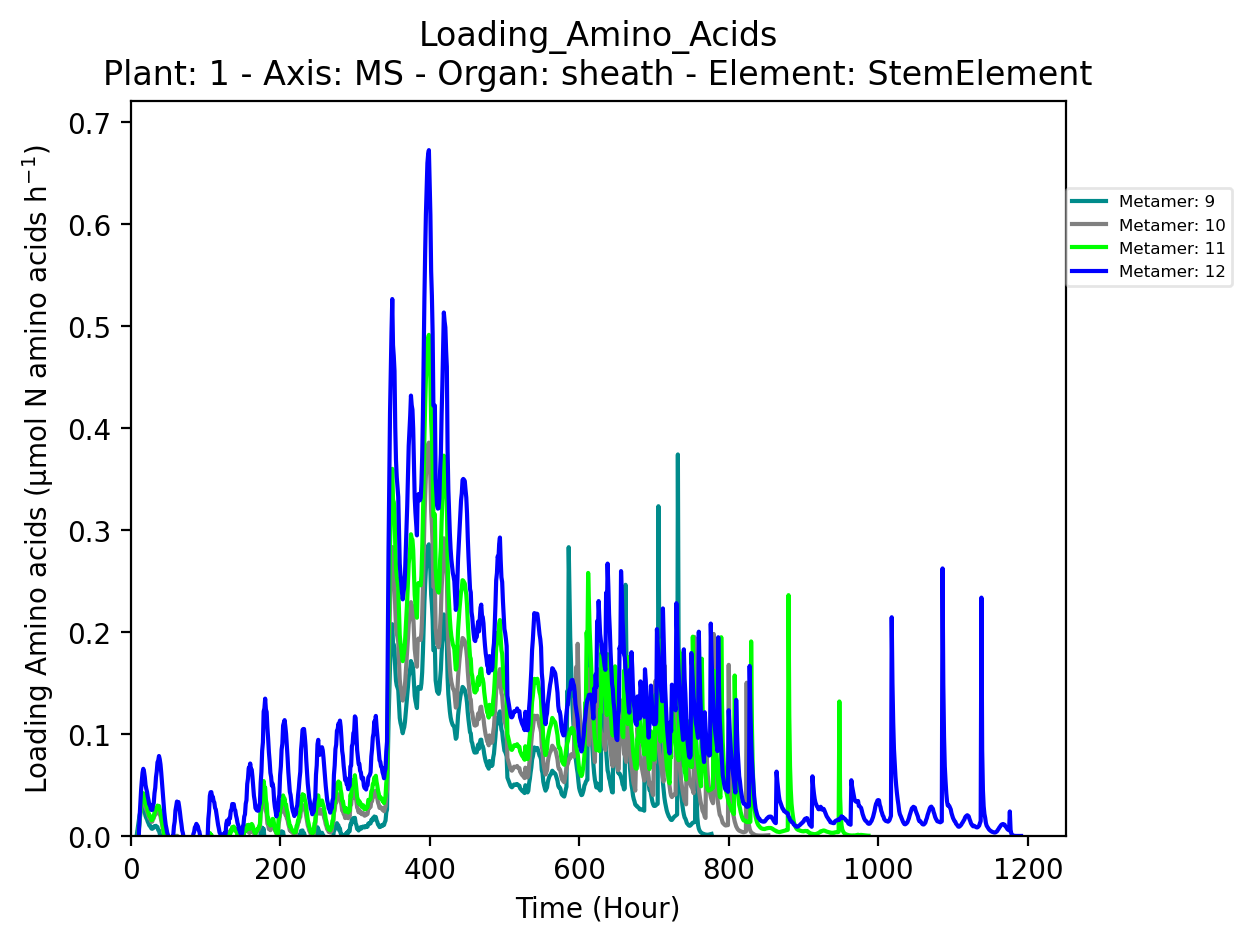 Loading_Amino_Acids
Plant: 1 - Axis: MS - Organ: sheath - Element: StemElement
Loading Amino acids (µmol N amino acids h⁻¹)
0.7
0.6
0.5
0.4
0.3
0.2
0.1
0.0
0 200 400 600 800 1000 1200
Time (Hour)
Metamer: 9
Metamer: 10
Metamer: 11
Metamer: 12